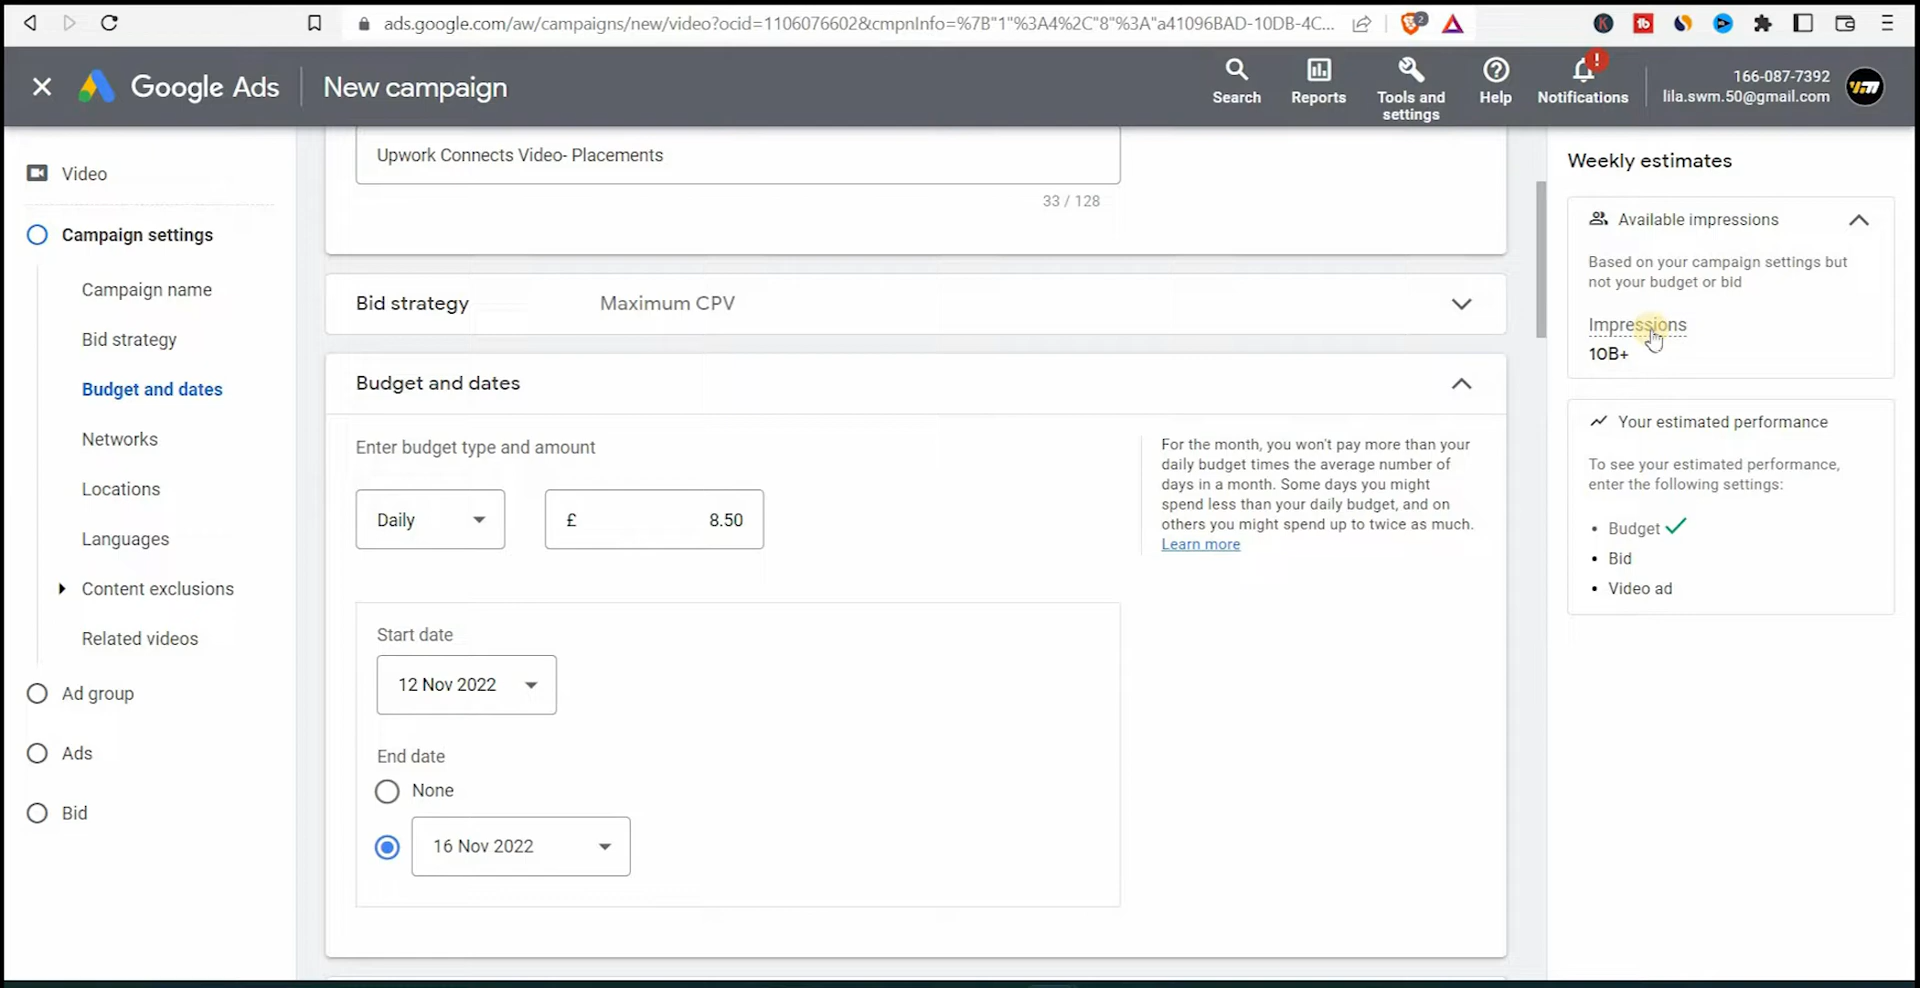 ads.google.com/aw/campaigns/new/video?ocid=1106076602&cmpnInfo=%7B"1"%3A4%2C"8"%3A"a41096BAD-10DB-4C...
2
Google Ads
New campaign
Search
Reports
Tools and
settings
Help
Notifications
!
166-087-7392
lila.swm.50@gmail.com
Video
Campaign settings
Campaign name
Bid strategy
Budget and dates
Networks
Locations
Languages
Content exclusions
Related videos
Ad group
Ads
Bid
Upwork Connects Video- Placements
33 / 128
Bid strategy
Maximum CPV
Budget and dates
Enter budget type and amount
Daily
£ 8.50
For the month, you won't pay more than your
daily budget times the average number of
days in a month. Some days you might
spend less than your daily budget, and on
others you might spend up to twice as much.
Learn more
Start date
12 Nov 2022
End date
None
16 Nov 2022
Weekly estimates
Available impressions
Based on your campaign settings but
not your budget or bid
Impressions
10B+
Your estimated performance
To see your estimated performance,
enter the following settings:
• Budget
• Bid
• Video ad